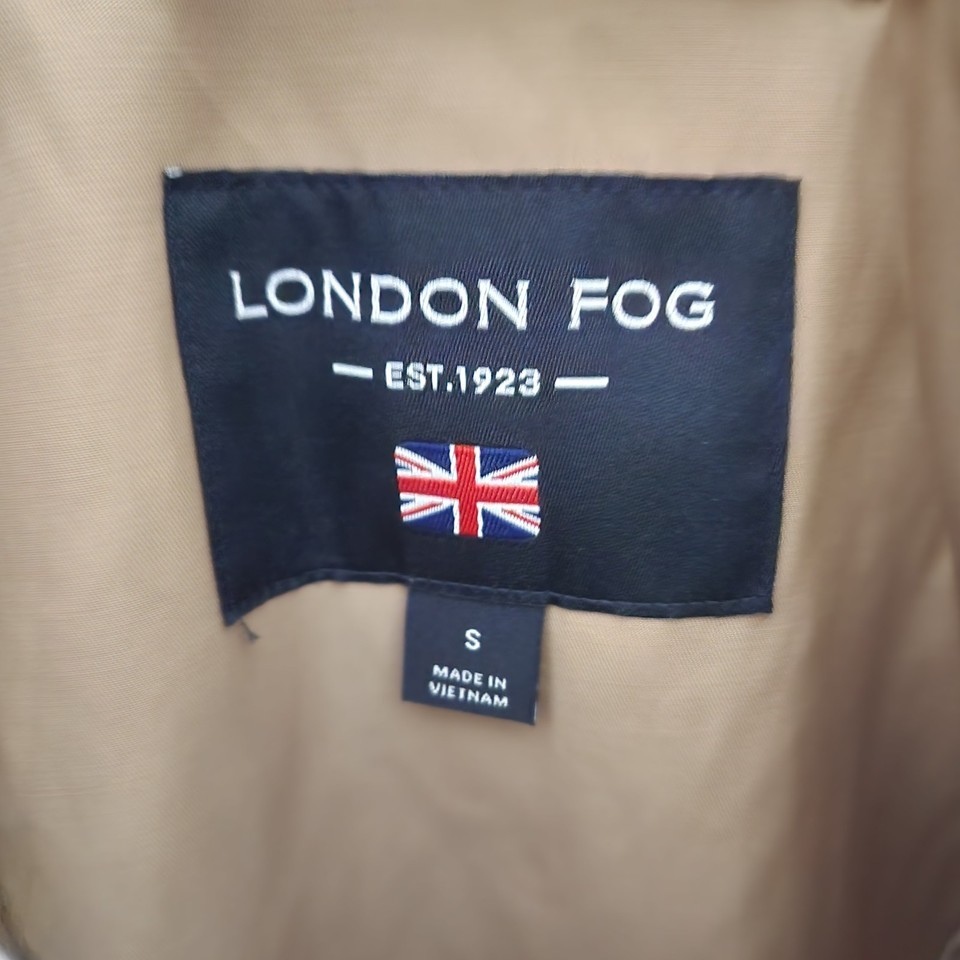 LONDON FOG
— EST.1923 —
S
MADE IN
VIETNAM